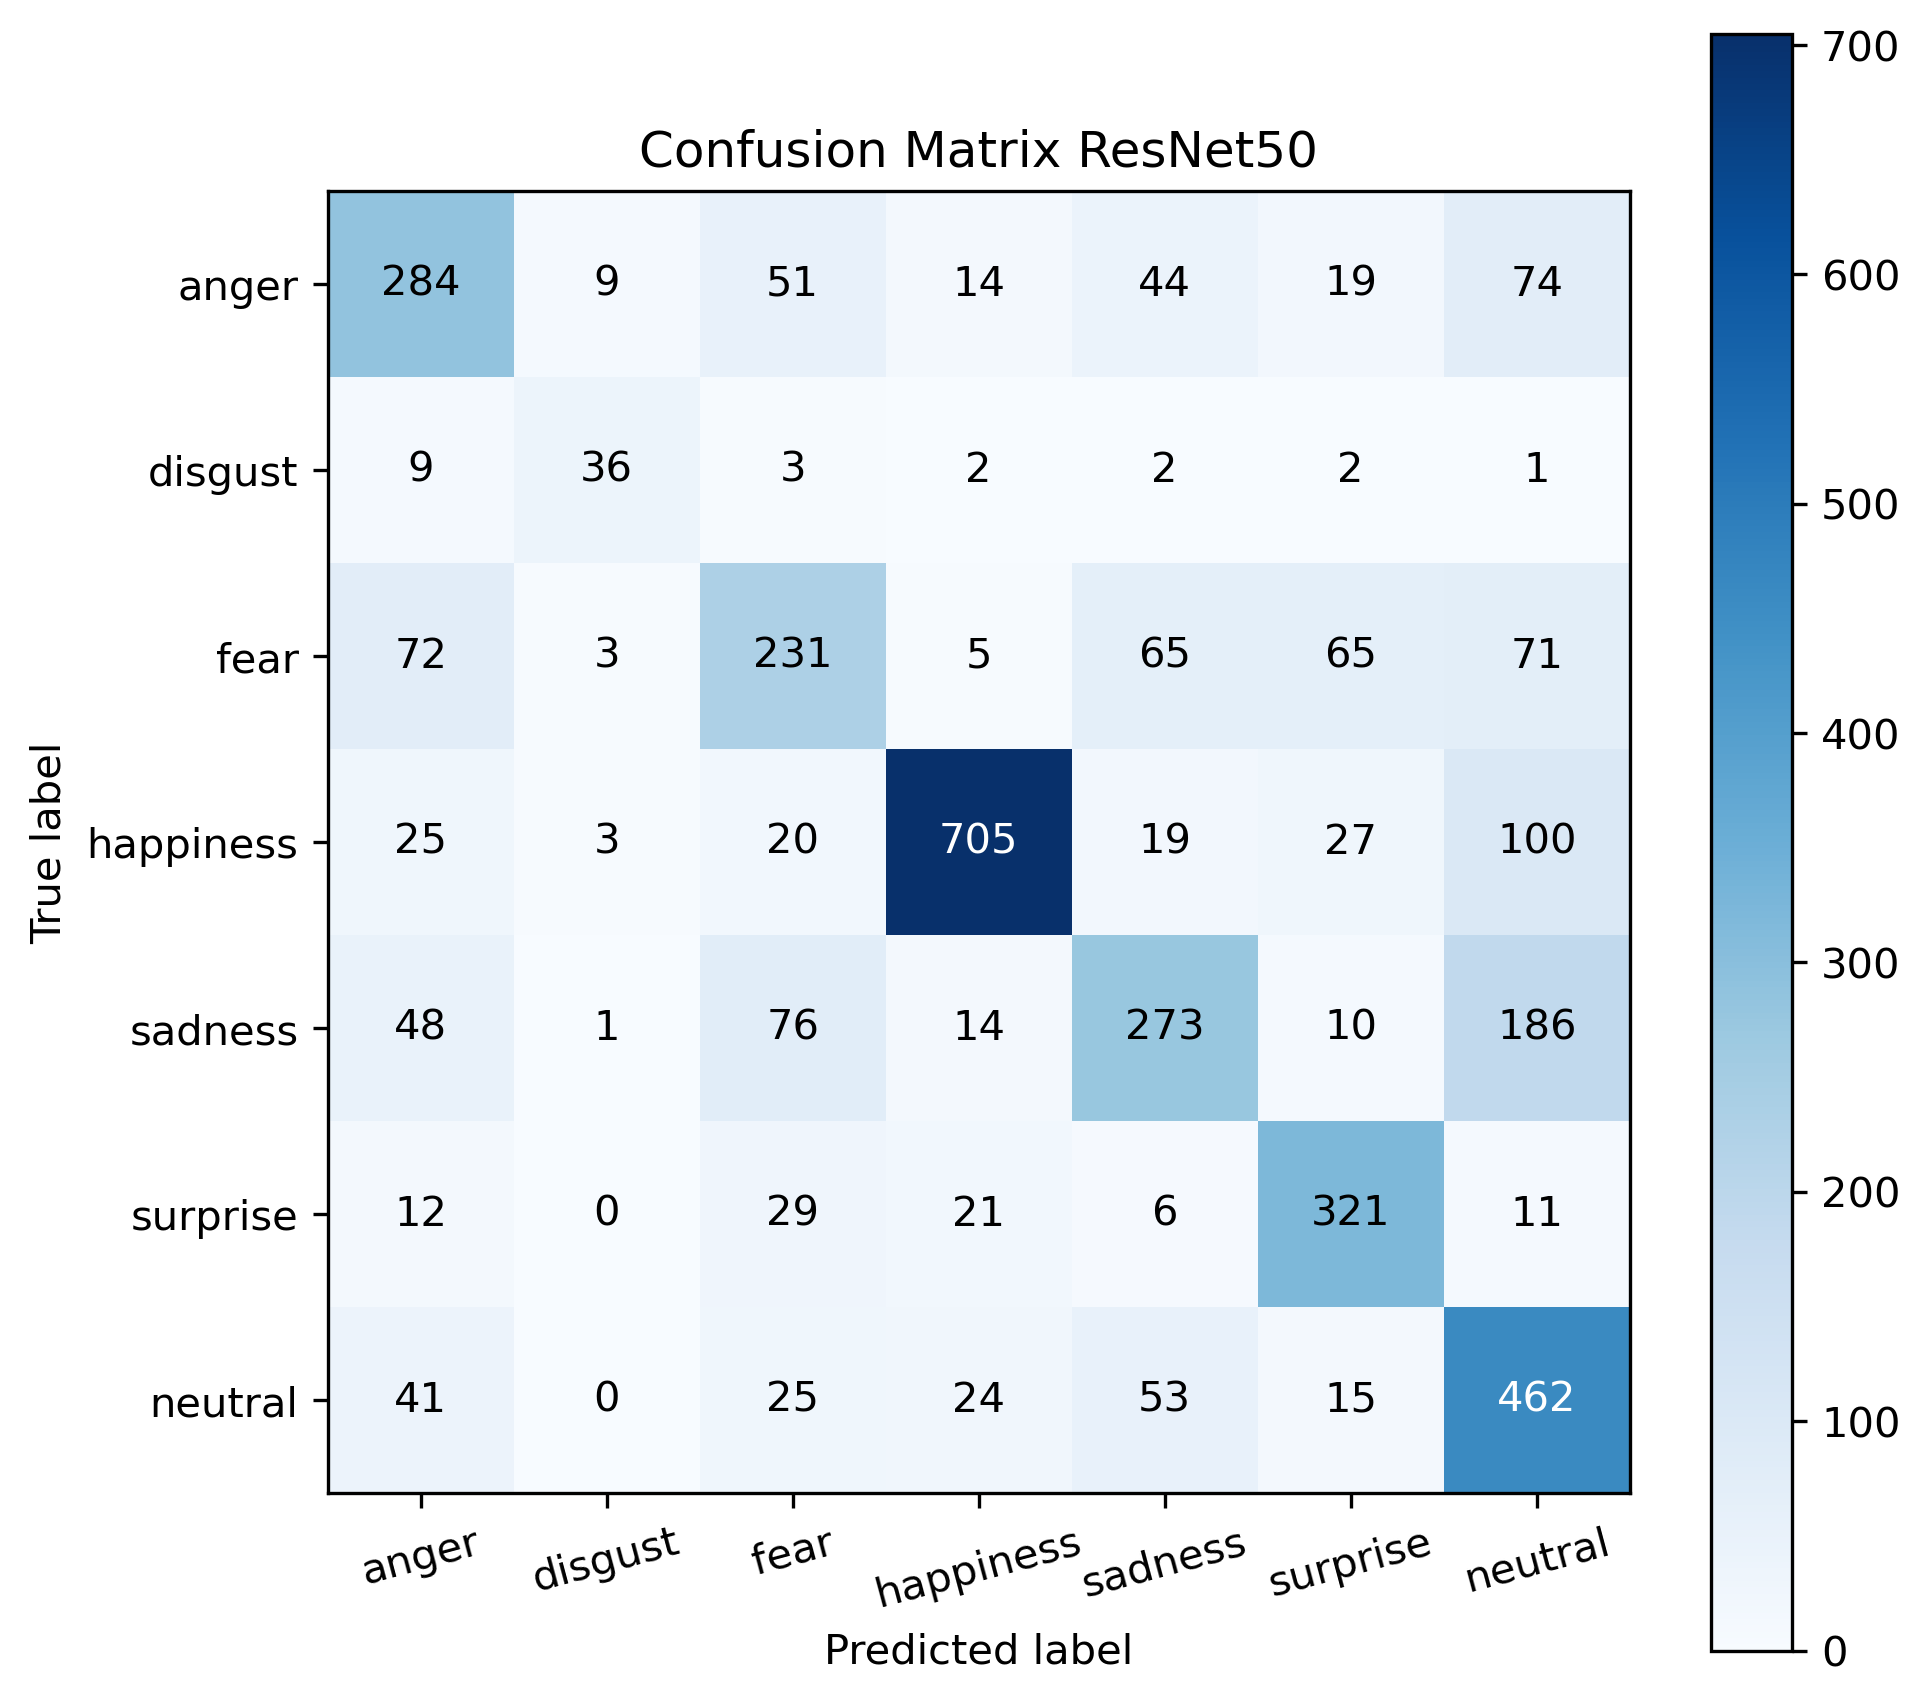 Confusion Matrix ResNet50
anger 284 9 51 14 44 19 74
disgust 9 36 3 2 2 2 1
fear 72 3 231 5 65 65 71
happiness 25 3 20 705 19 27 100
sadness 48 1 76 14 273 10 186
surprise 12 0 29 21 6 321 11
neutral 41 0 25 24 53 15 462
anger disgust fear happiness sadness surprise neutral
Predicted label
True label
700
600
500
400
300
200
100
0